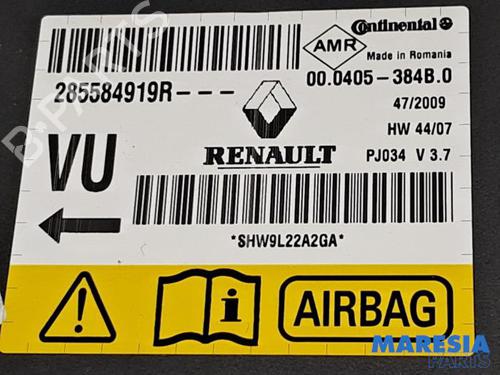 Continental
AMR
Made in Romania
285584919R---
00.0405-384B.0
47/2009
VU
HW 44/07
RENAULT
PJ034 V 3.7
*SHW9L22A2GA*
i
AIRBAG
B-PARTS
MARESIA
PARTS